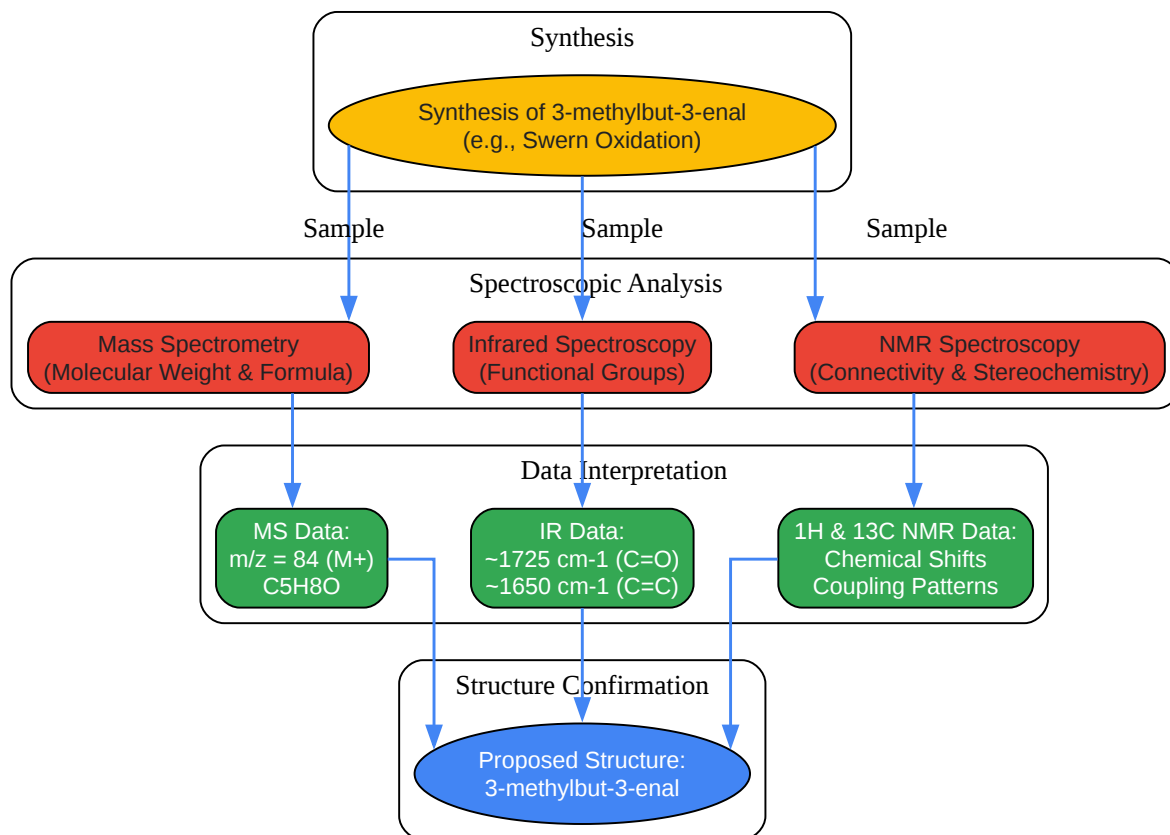 Synthesis
Synthesis of 3-methylbut-3-enal
(e.g., Swern Oxidation)
Sample
Sample
Sample
Spectroscopic Analysis
Mass Spectrometry
(Molecular Weight & Formula)
Infrared Spectroscopy
(Functional Groups)
NMR Spectroscopy
(Connectivity & Stereochemistry)
Data Interpretation
MS Data:
m/z = 84 (M+)
C5H8O
IR Data:
~1725 cm-1 (C=O)
~1650 cm-1 (C=C)
1H & 13C NMR Data:
Chemical Shifts
Coupling Patterns
Structure Confirmation
Proposed Structure:
3-methylbut-3-enal